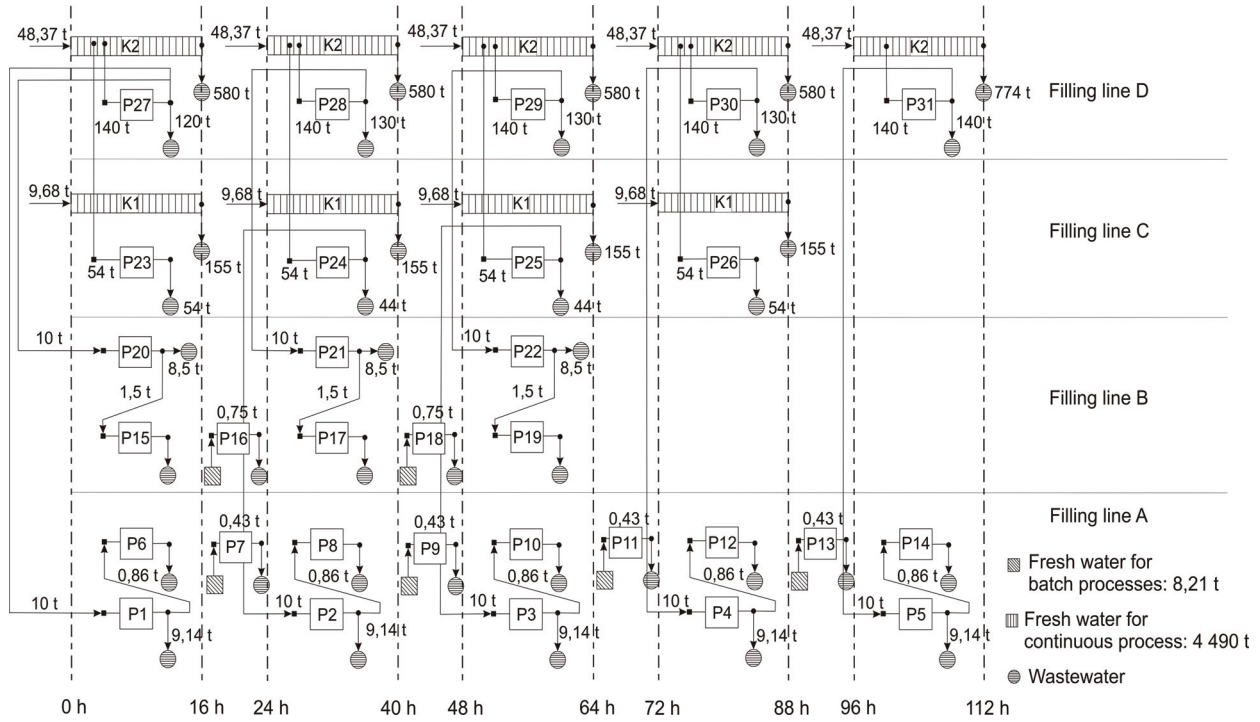 48,37 t 48,37 t 48,37 t 48,37 t 48,37 t
K2 K2 K2 K2 K2
P27 580 t P28 580 t P29 580 t P30 580 t P31 774 t Filling line D
140 t 120 t 140 t 130 t 140 t 130 t 140 t 130 t 140 t 140 t
9,68 t 9,68 t 9,68 t 9,68 t
K1 K1 K1 K1
Filling line C
P23 155 t P24 155 t P25 155 t P26 155 t
54 t 54 t 54 t 54 t
54 t 44 t 44 t 54 t
10 t P20 10 t P21 10 t P22
8,5 t 8,5 t 8,5 t
1,5 t 1,5 t 1,5 t
Filling line B
0,75 t 0,75 t
P15 P16 P17 P18 P19
Filling line A
0,43 t 0,43 t 0,43 t 0,43 t
P6 P7 P8 P9 P10 P11 P12 P13 P14
0,86 t 0,86 t 0,86 t 0,86 t 0,86 t
10 t P1 10 t P2 10 t P3 10 t P4 10 t P5
9,14 t 9,14 t 9,14 t 9,14 t 9,14 t
Fresh water for
batch processes: 8,21 t
Fresh water for
continuous process: 4 490 t
Wastewater
0 h 16 h 24 h 40 h 48 h 64 h 72 h 88 h 96 h 112 h